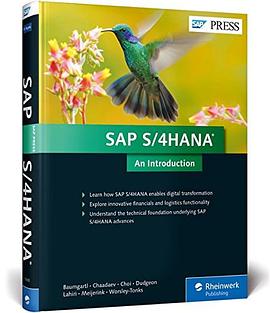 SAP PRESS
SAP S/4HANA®
An Introduction
▪ Learn how SAP S/4HANA enables digital transformation
▪ Explore innovative financials and logistics functionality
▪ Understand the technical foundation underlying SAP
S/4HANA advances
Baumgartl · Chaadaev · Choi · Dudgeon
Lahiri · Meijerink · Worsley-Tonks
Rheinwerk
Publishing
SAP S/4HANA
SAP PRESS